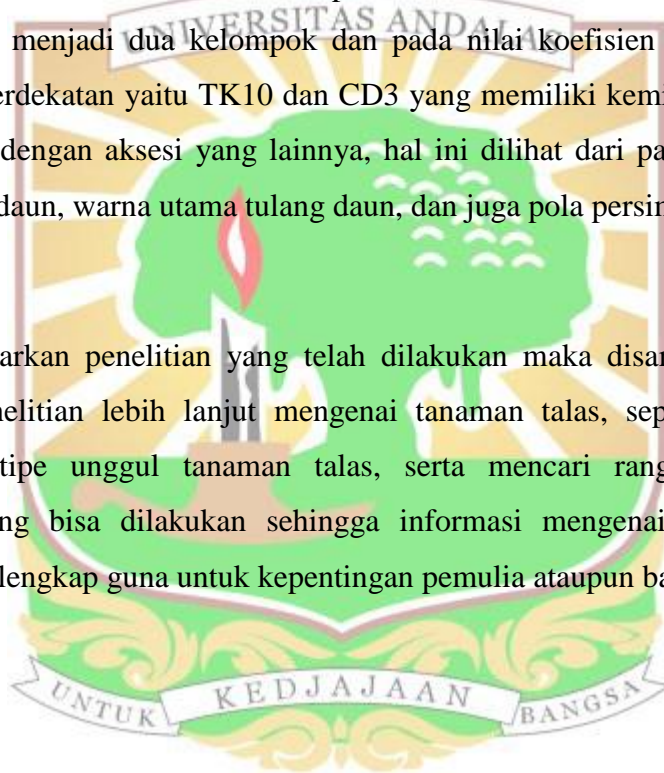 UNIVERSITAS ANDALAS
menjadi dua kelompok dan pada nilai koefisien
erdekatan yaitu TK10 dan CD3 yang memiliki kemi
dengan aksesi yang lainnya, hal ini dilihat dari pa
daun, warna utama tulang daun, dan juga pola persin
arkan penelitian yang telah dilakukan maka disar
nelitian lebih lanjut mengenai tanaman talas, sep
tipe unggul tanaman talas, serta mencari rang
ng bisa dilakukan sehingga informasi mengenai
lengkap guna untuk kepentingan pemulia ataupun ba
UNTUK KEDJAJAAN BANGSA